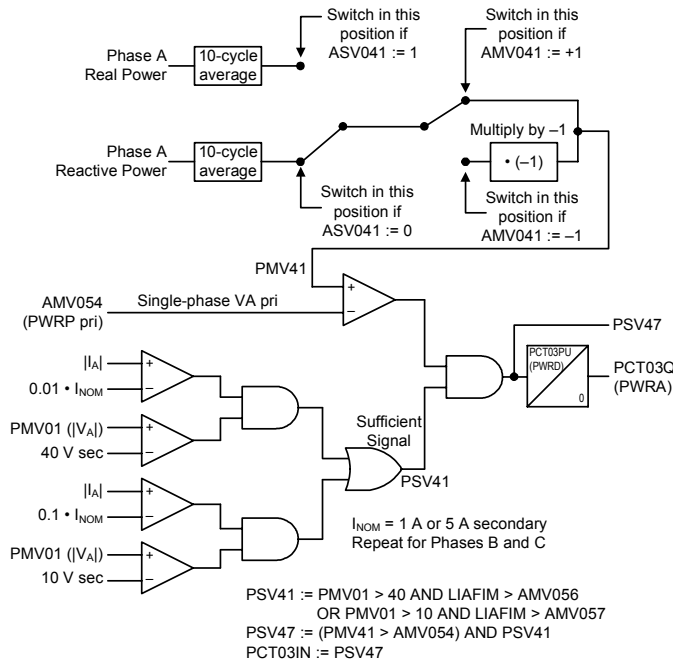 Switch in this
position if
ASV041 := 1
Switch in this
position if
AMV041 := +1
Phase A
Real Power
10-cycle
average
Multiply by –1
Phase A
Reactive Power
10-cycle
average
• (–1)
Switch in this
position if
ASV041 := 0
Switch in this
position if
AMV041 := –1
PMV41
AMV054
(PWRP pri)
Single-phase VA pri
+
–
PSV47
PCT03PU
(PWRD)
0
PCT03Q
(PWRA)
|IA|
+
0.01 • INOM
–
PMV01 (|VA|)
+
40 V sec
–
Sufficient
Signal
PSV41
|IA|
+
0.1 • INOM
–
PMV01 (|VA|)
+
10 V sec
–
INOM = 1 A or 5 A secondary
Repeat for Phases B and C
PSV41 := PMV01 > 40 AND LIAFIM > AMV056
OR PMV01 > 10 AND LIAFIM > AMV057
PSV47 := (PMV41 > AMV054) AND PSV41
PCT03IN := PSV47